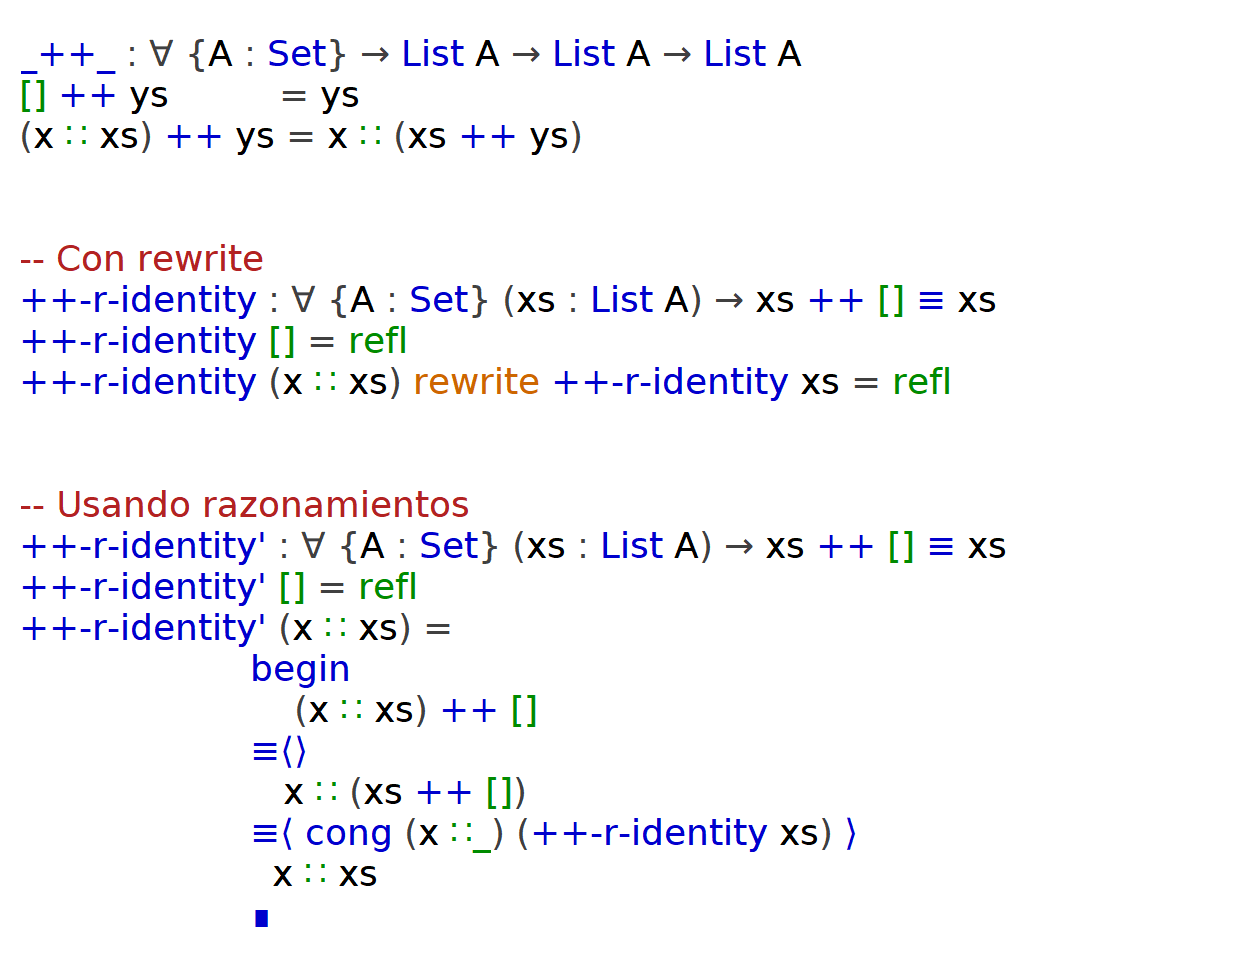 _++_ : ∀ {A : Set} → List A → List A → List A
[] ++ ys = ys
(x ∷ xs) ++ ys = x ∷ (xs ++ ys)
-- Con rewrite
++-r-identity : ∀ {A : Set} (xs : List A) → xs ++ [] ≡ xs
++-r-identity [] = refl
++-r-identity (x ∷ xs) rewrite ++-r-identity xs = refl
-- Usando razonamientos
++-r-identity' : ∀ {A : Set} (xs : List A) → xs ++ [] ≡ xs
++-r-identity' [] = refl
++-r-identity' (x ∷ xs) =
begin
(x ∷ xs) ++ []
≡⟨⟩
x ∷ (xs ++ [])
≡⟨ cong (x ∷_) (++-r-identity xs) ⟩
x ∷ xs
∎